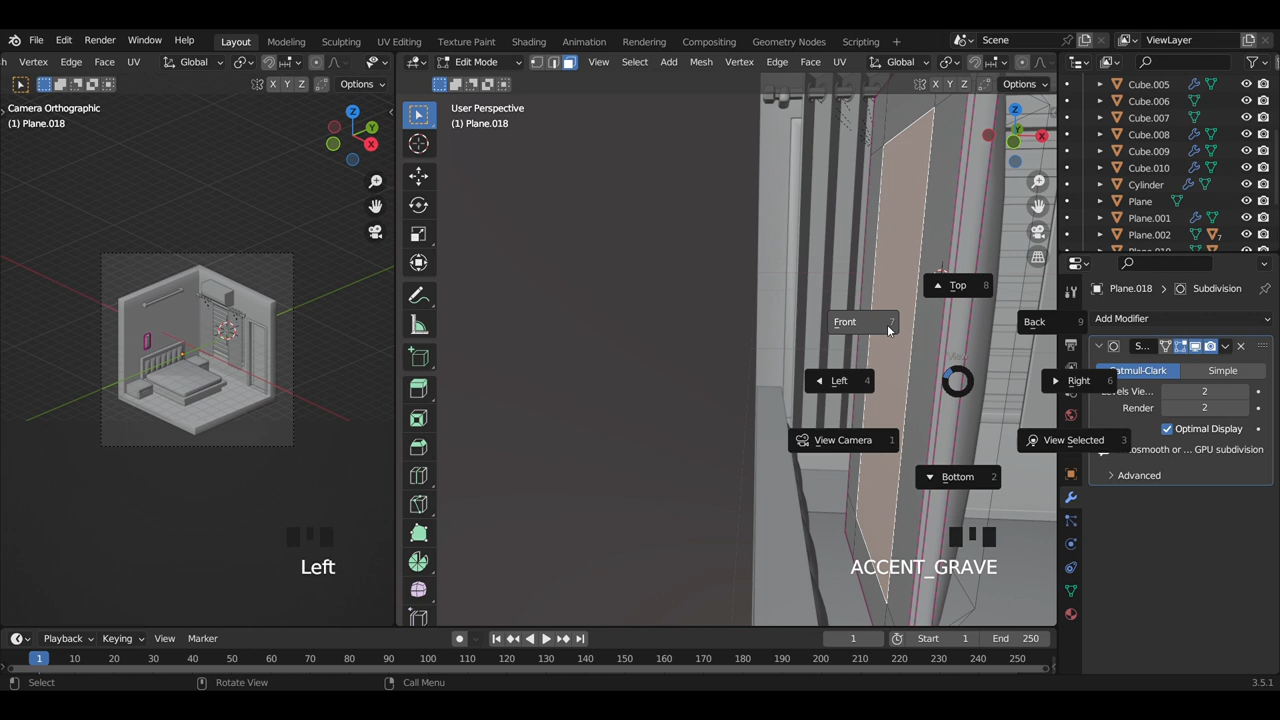 File Edit Render Window Help Layout Modeling Sculpting UV Editing Texture Paint Shading Animation Rendering Compositing Geometry Nodes Scripting + Scene ViewLayer
Vertex Edge Face UV Global Edit Mode View Select Add Mesh Vertex Edge Face UV Global
X Y Z Options X Y Z Options
Camera Orthographic
(1) Plane.018
User Perspective
(1) Plane.018
Z
Y
X
Z
Y
X
Cube.005
Cube.006
Cube.007
Cube.008
Cube.009
Cube.010
Cylinder
Plane
Plane.001
Plane.002 7
Top 8
Front 7
Back 9
Left 4
Right 6
View Camera 1
View Selected 3
Bottom 2
Plane.018 > Subdivision
Add Modifier
S...
Catmull-Clark Simple
Levels Vie... 2
Render 2
Optimal Display
GPU subdivision
Advanced
Left
ACCENT_GRAVE
Playback Keying View Marker 1 Start 1 End 250
1 10 20 30 40 50 60 70 80 90 100 110 120 130 140 150 160 170 180 190 200 210 220 230 240 250
Select Rotate View Call Menu 3.5.1